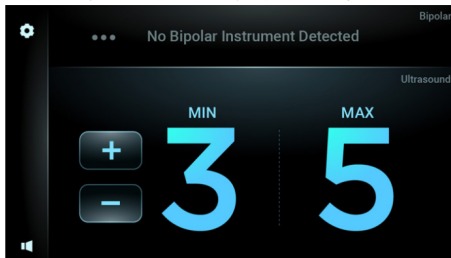 Bipolar
••• No Bipolar Instrument Detected
Ultrasound
MIN MAX
+
3 5
−